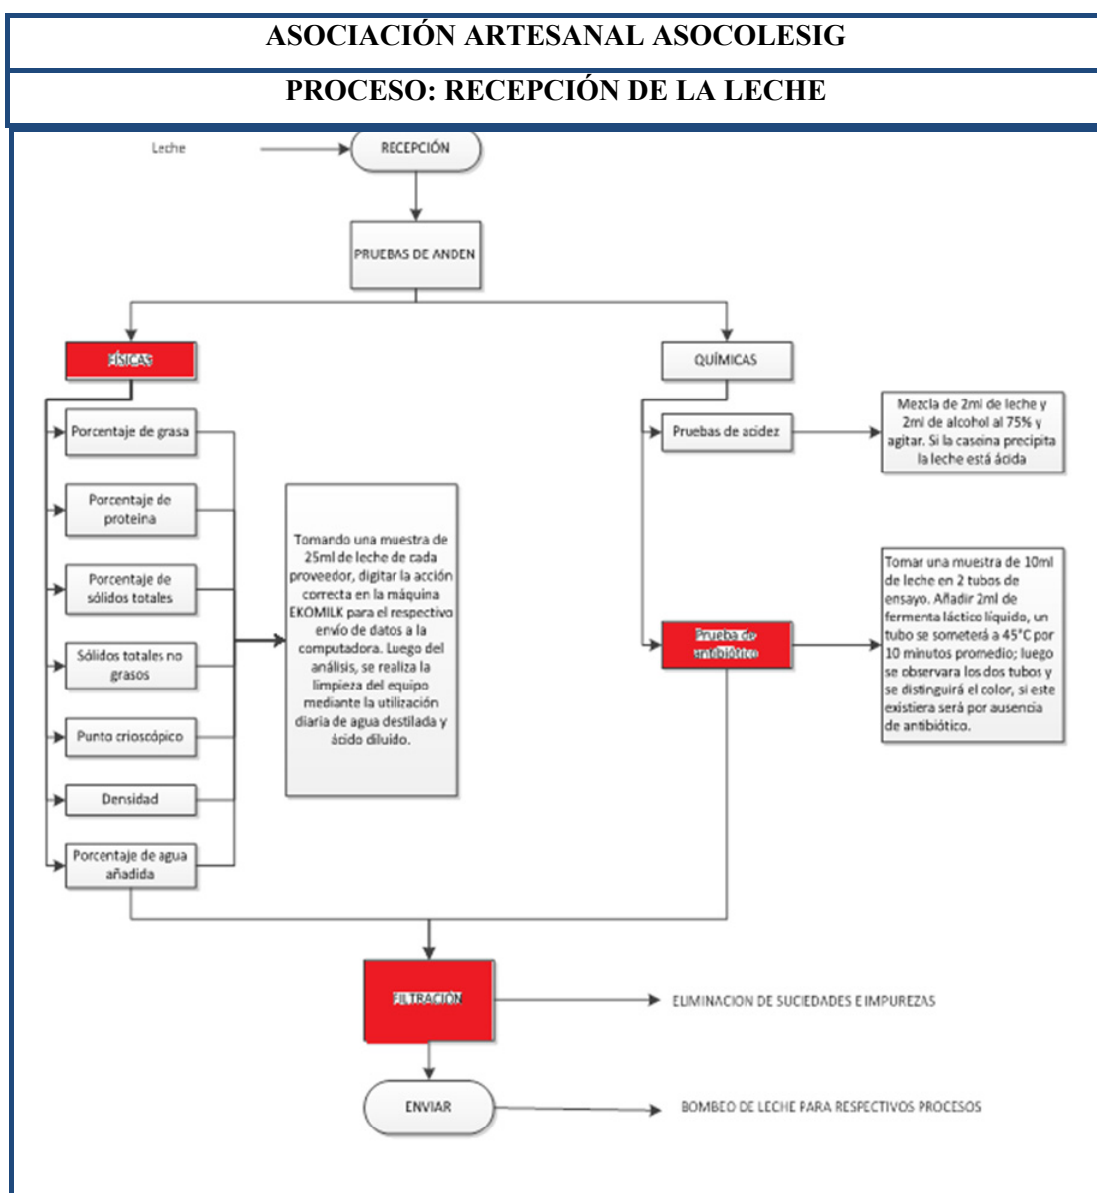 ASOCIACIÓN ARTESANAL ASOCOLESIG
PROCESO: RECEPCIÓN DE LA LECHE
Leche
RECEPCIÓN
PRUEBAS DE ANDEN
FÍSICAS
QUÍMICAS
Porcentaje de grasa
Porcentaje de
proteina
Porcentaje de
sólidos totales
Sólidos totales no
grasos
Punto crioscópico
Densidad
Porcentaje de agua
añadida
Tomando una muestra de
25ml de leche de cada
proveedor, digitar la acción
correcta en la máquina
EKOMILK para el respectivo
envío de datos a la
computadora. Luego del
análisis, se realiza la
limpieza del equipo
mediante la utilización
diaria de agua destilada y
ácido diluído.
Pruebas de acidez
Mezcla de 2ml de leche y
2ml de alcohol al 75% y
agitar. Si la caseina precipita
la leche está ácida
Prueba de
antibiótico
Tomar una muestra de 10ml
de leche en 2 tubos de
ensayo. Añadir 2ml de
fermenta láctico líquido, un
tubo se someterá a 45°C por
10 minutos promedio; luego
se observara los dos tubos y
se distinguirá el color, si este
existiera será por ausencia
de antibiótico.
FILTRACIÓN
ELIMINACION DE SUCIEDADES E IMPUREZAS
ENVIAR
BOMBEO DE LECHE PARA RESPECTIVOS PROCESOS